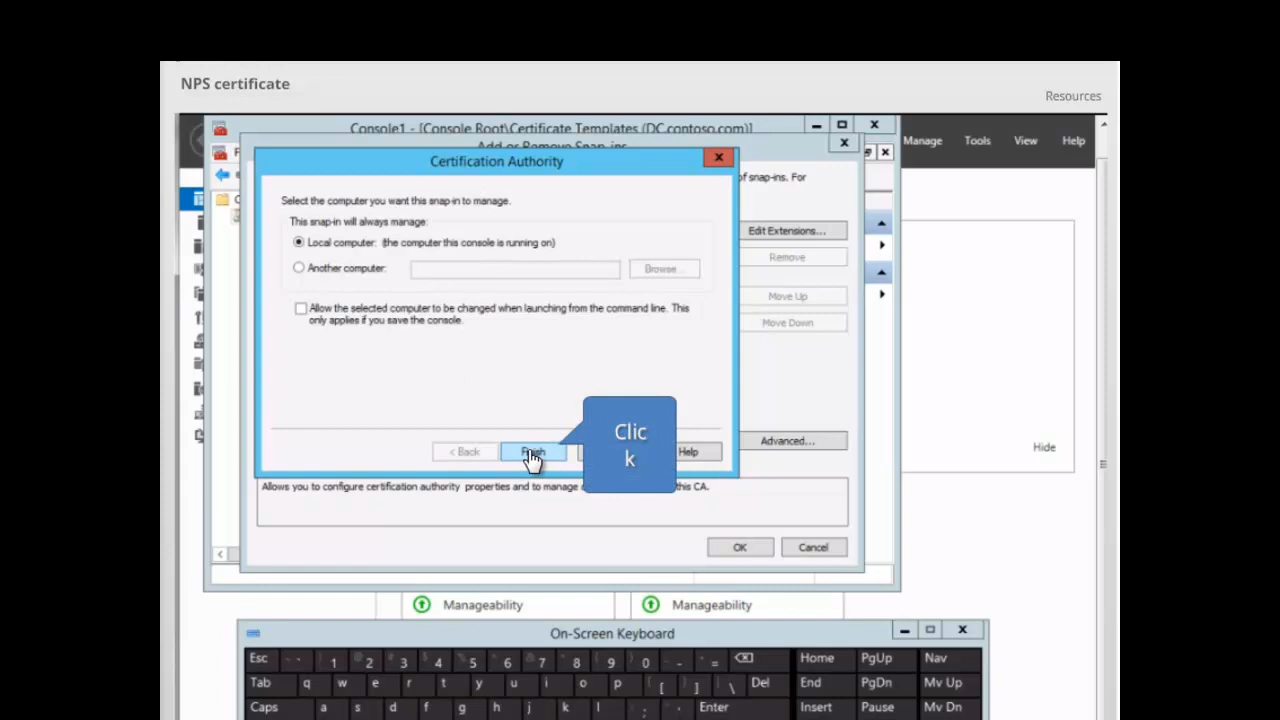 NPS certificate
Resources
Console1 - [Console Root\Certificate Templates (DC.contoso.com)]
Add or Remove Snap-ins
Manage
Tools
View
Help
Certification Authority
of snap-ins. For
Select the computer you want this snap-in to manage.
This snap-in will always manage:
Local computer: (the computer this console is running on)
Another computer:
Browse...
Allow the selected computer to be changed when launching from the command line. This
only applies if you save the console.
Edit Extensions...
Remove
Move Up
Move Down
Advanced...
Hide
< Back
Finish
Help
Clic
k
Allows you to configure certification authority properties and to manage
this CA.
OK
Cancel
Manageability
Manageability
On-Screen Keyboard
Esc 1 2 3 4 5 6 7 8 9 0 - = Home PgUp Nav
Tab q w e r t y u i o p [ ] \ Del End PgDn Mv Up
Caps a s d f g h j k l ; ' Enter Insert Pause Mv Dn